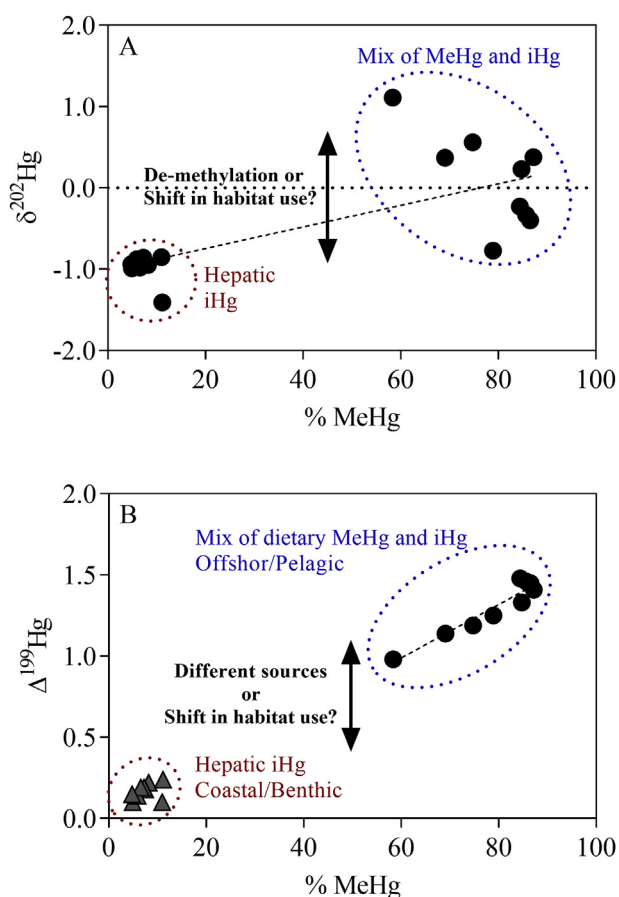 A
Mix of MeHg and iHg
2.0
1.0
0.0
-1.0
-2.0
δ²⁰²Hg
De-methylation or
Shift in habitat use?
Hepatic
iHg
0 20 40 60 80 100
% MeHg
B
Mix of dietary MeHg and iHg
Offshor/Pelagic
2.0
1.5
1.0
0.5
0.0
Δ¹⁹⁹Hg
Different sources
or
Shift in habitat use?
Hepatic iHg
Coastal/Benthic
0 20 40 60 80 100
% MeHg